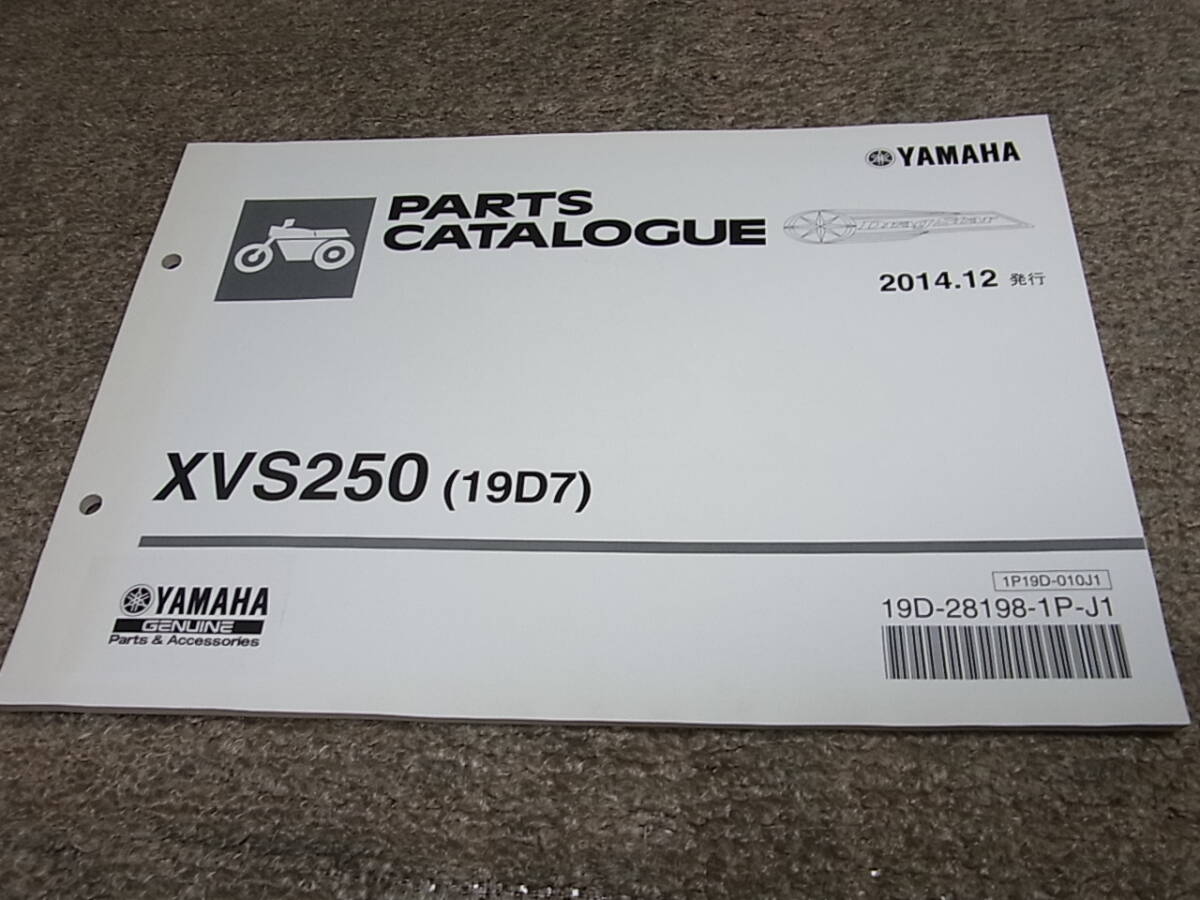 YAMAHA
PARTS
CATALOGUE
DragStar
2014.12 発行
XVS250 (19D7)
YAMAHA
GENUINE
Parts & Accessories
1P19D-010J1
19D-28198-1P-J1